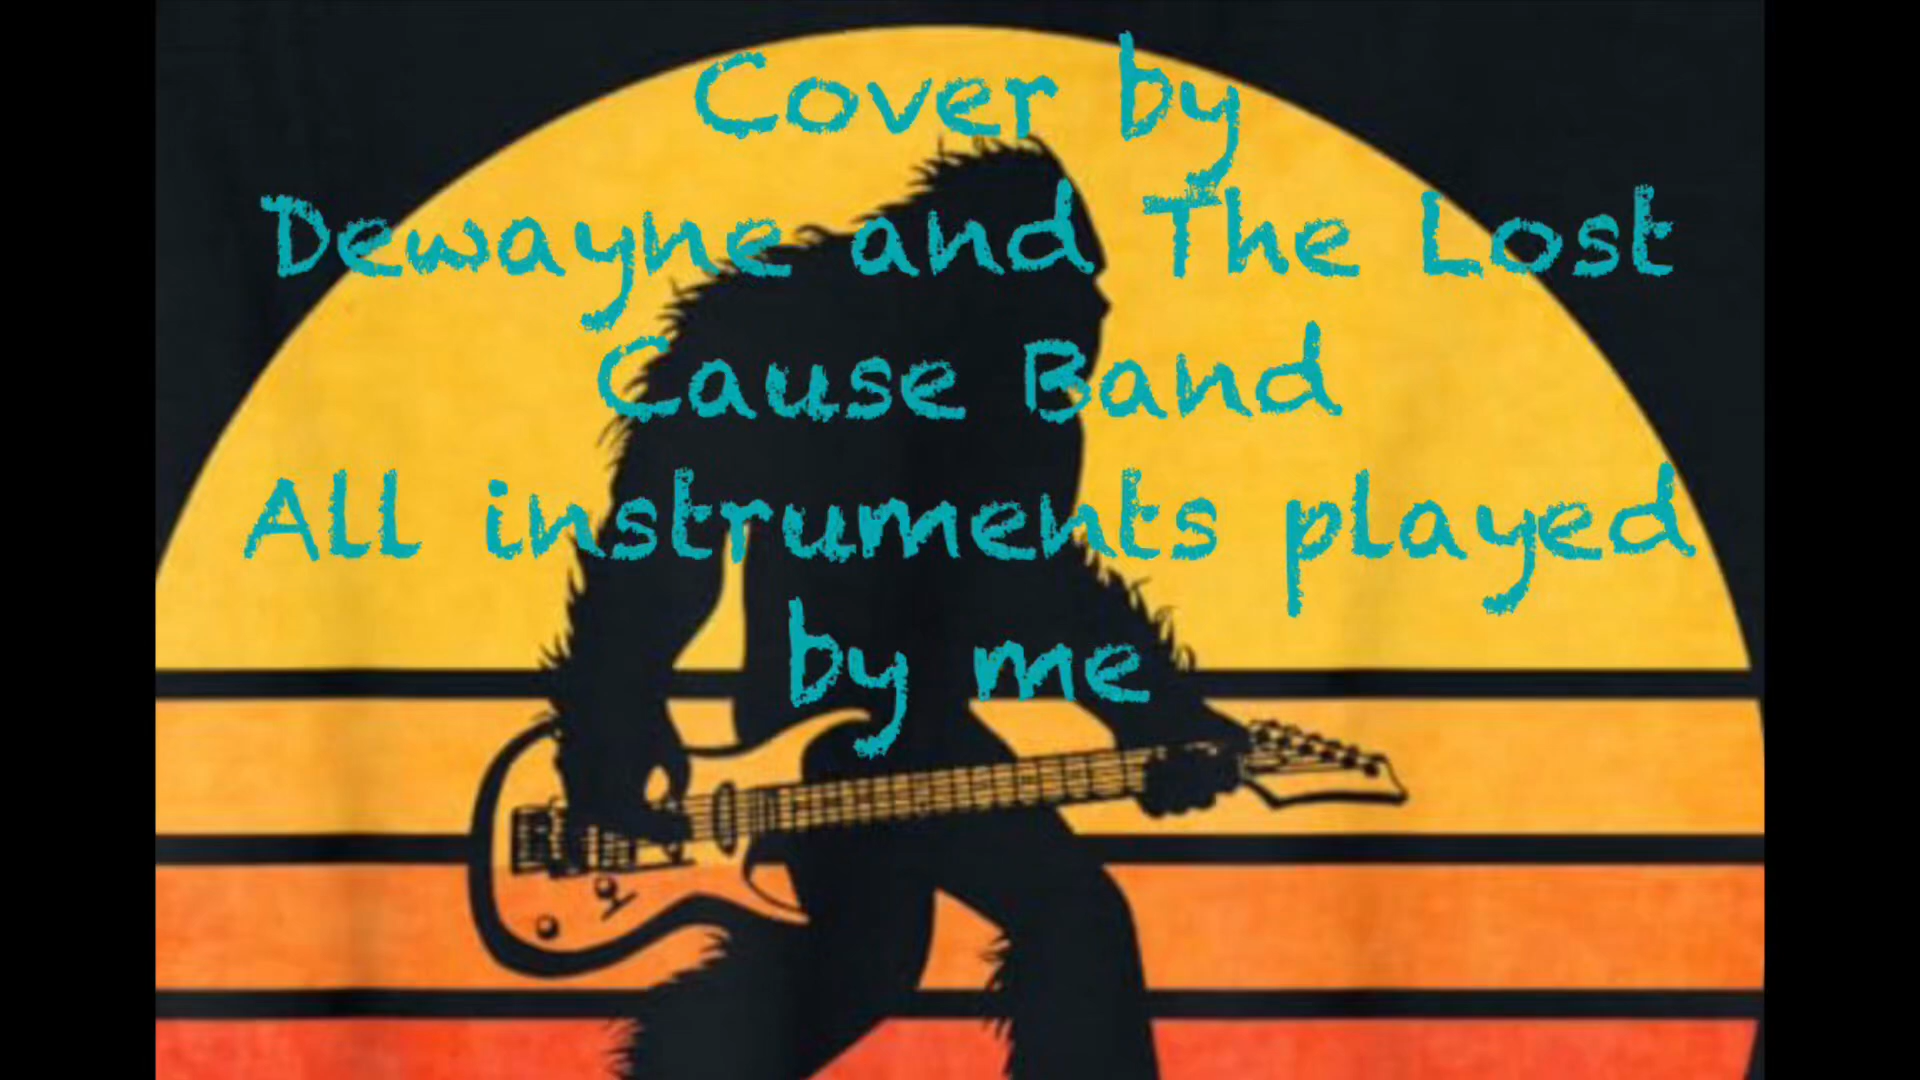 Cover by
Dewayne and The Lost
Cause Band
All instruments played
by me